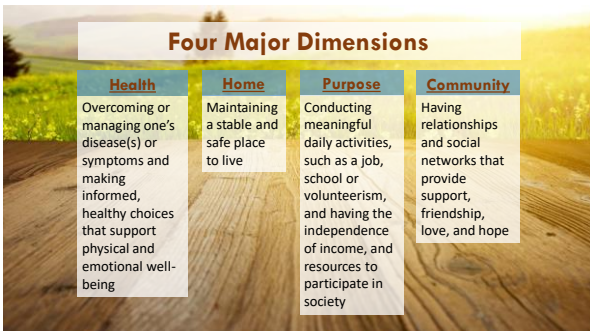 Four Major Dimensions
Health
Overcoming or
managing one's
disease(s) or
symptoms and
making
informed,
healthy choices
that support
physical and
emotional well-
being
Home
Maintaining
a stable and
safe place
to live
Purpose
Conducting
meaningful
daily activities,
such as a job,
school or
volunteerism,
and having the
independence
of income, and
resources to
participate in
society
Community
Having
relationships
and social
networks that
provide
support,
friendship,
love, and hope